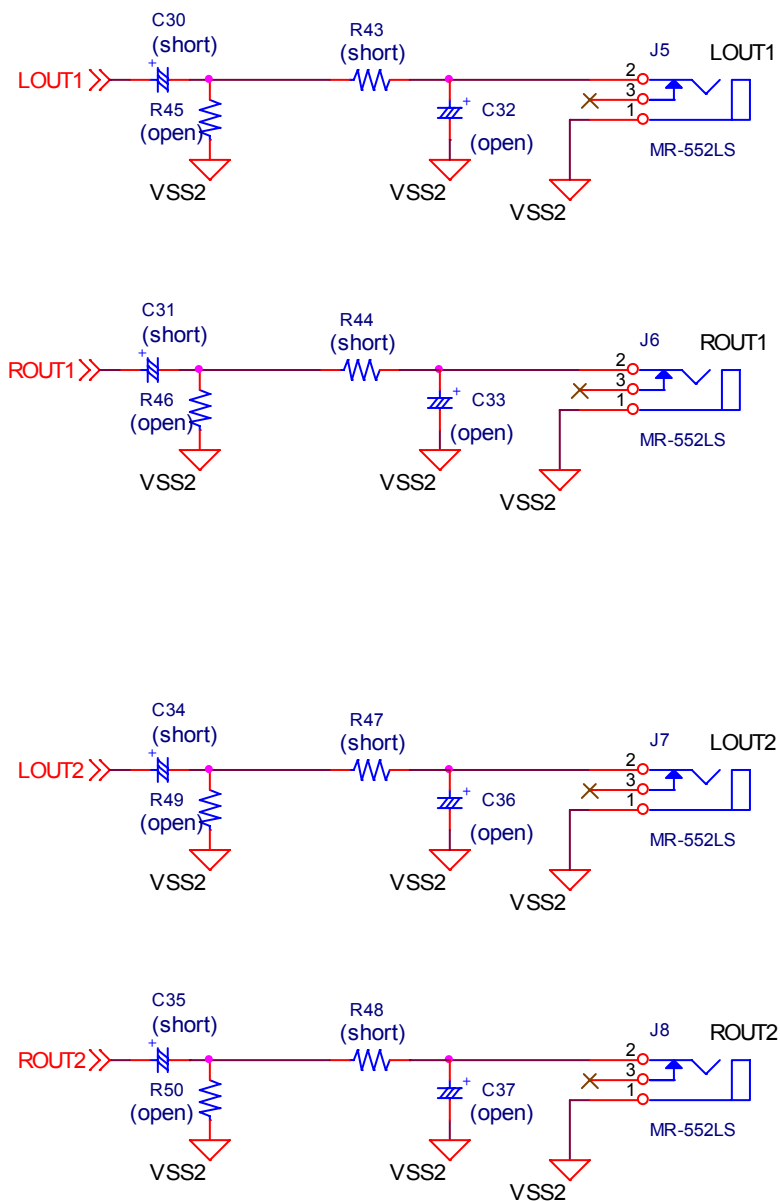 C30
(short)
R43
(short)
J5
LOUT1
LOUT1
+
2
3
1
R45
(open)
+
C32
(open)
MR-552LS
VSS2
VSS2
VSS2
C31
(short)
R44
(short)
J6
ROUT1
ROUT1
+
2
3
1
R46
(open)
+
C33
(open)
MR-552LS
VSS2
VSS2
VSS2
C34
(short)
R47
(short)
J7
LOUT2
LOUT2
+
2
3
1
R49
(open)
+
C36
(open)
MR-552LS
VSS2
VSS2
VSS2
C35
(short)
R48
(short)
J8
ROUT2
ROUT2
+
2
3
1
R50
(open)
+
C37
(open)
MR-552LS
VSS2
VSS2
VSS2